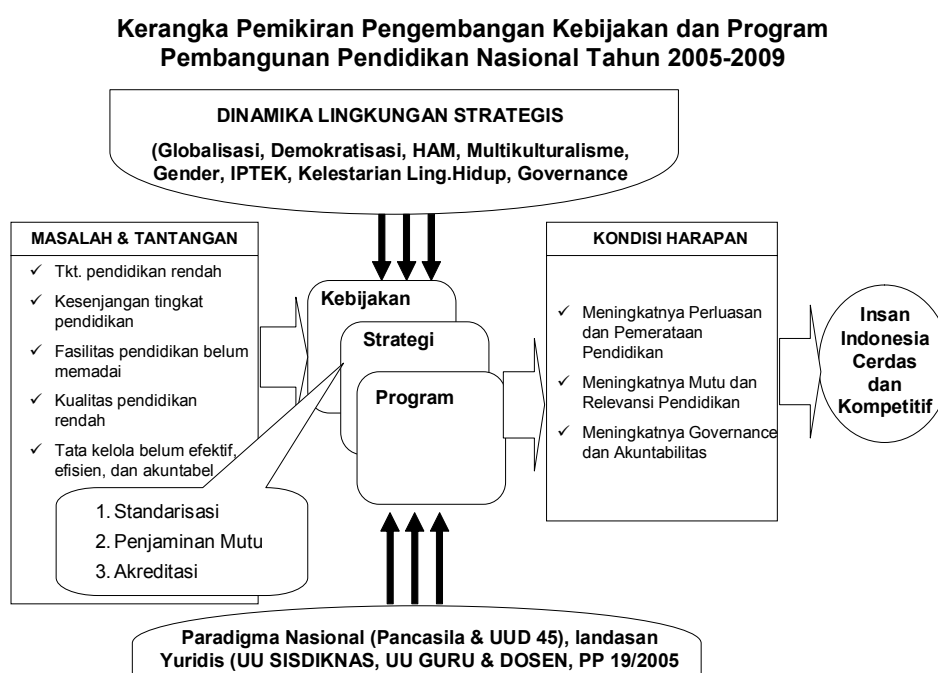 Kerangka Pemikiran Pengembangan Kebijakan dan Program
Pembangunan Pendidikan Nasional Tahun 2005-2009
DINAMIKA LINGKUNGAN STRATEGIS
(Globalisasi, Demokratisasi, HAM, Multikulturalisme,
Gender, IPTEK, Kelestarian Ling.Hidup, Governance
MASALAH & TANTANGAN
✓ Tkt. pendidikan rendah
✓ Kesenjangan tingkat
pendidikan
✓ Fasilitas pendidikan belum
memadai
✓ Kualitas pendidikan
rendah
✓ Tata kelola belum efektif,
efisien, dan akuntabel
1. Standarisasi
2. Penjaminan Mutu
3. Akreditasi
Kebijakan
Strategi
Program
KONDISI HARAPAN
✓ Meningkatnya Perluasan
dan Pemerataan
Pendidikan
✓ Meningkatnya Mutu dan
Relevansi Pendidikan
✓ Meningkatnya Governance
dan Akuntabilitas
Insan
Indonesia
Cerdas
dan
Kompetitif
Paradigma Nasional (Pancasila & UUD 45), landasan
Yuridis (UU SISDIKNAS, UU GURU & DOSEN, PP 19/2005